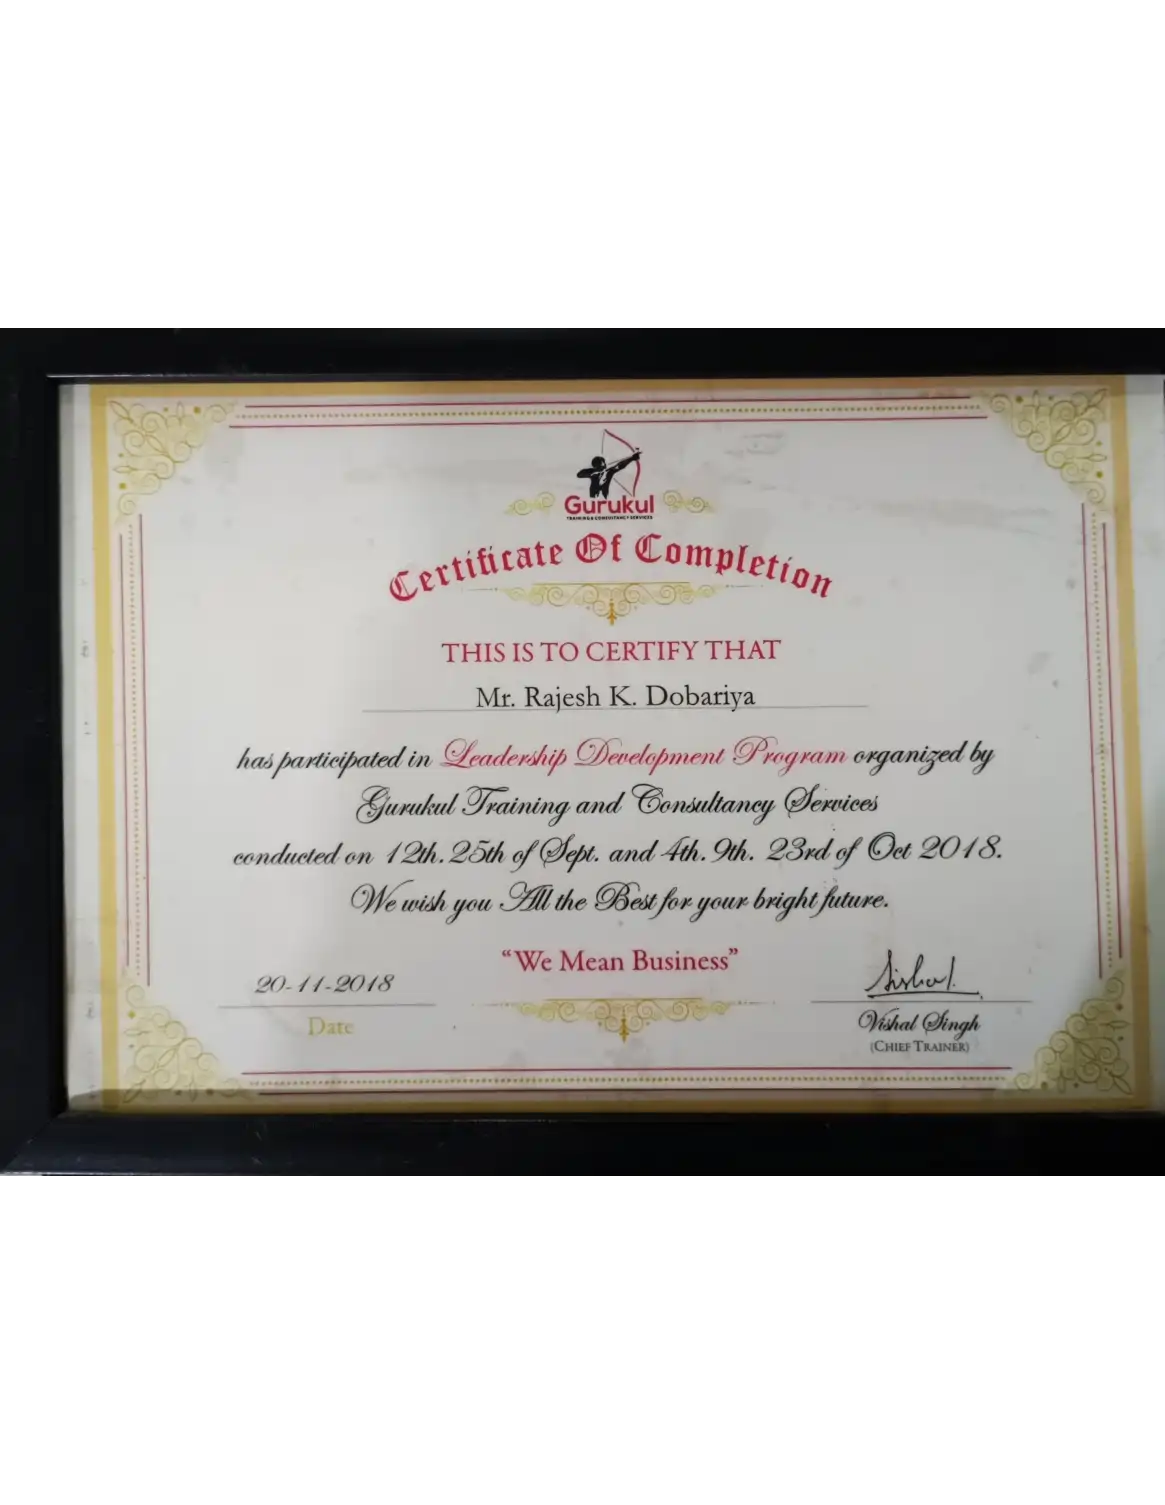 Gurukul
TRAINING & CONSULTANCY SERVICES
Certificate Of Completion
THIS IS TO CERTIFY THAT
Mr. Rajesh K. Dobariya
has participated in Leadership Development Program organized by
Gurukul Training and Consultancy Services
conducted on 12th. 25th of Sept. and 4th. 9th. 23rd of Oct 2018.
We wish you All the Best for your bright future.
“We Mean Business”
20-11-2018
Date
Vishal Singh
(CHIEF TRAINER)